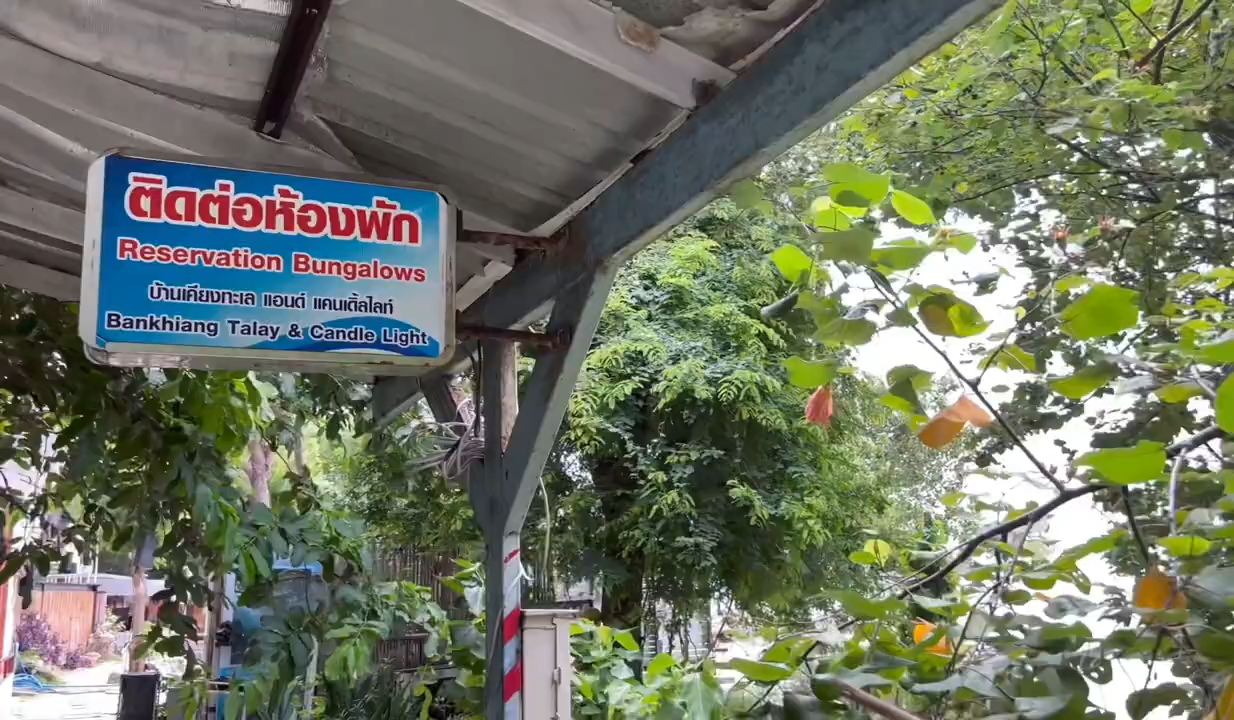 ติดต่อห้องพัก
Reservation Bungalows
บ้านเคียงทะเล แอนด์ แคนเดิ้ลไลท์
Bankhiang Talay & Candle Light